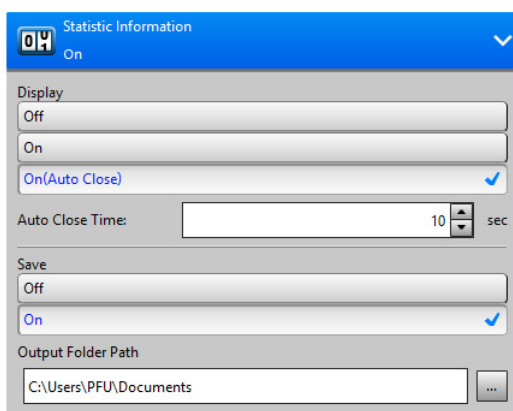 Statistic Information
On
Display
Off
On
On(Auto Close)
Auto Close Time: 10 sec
Save
Off
On
Output Folder Path
C:\Users\PFU\Documents ...